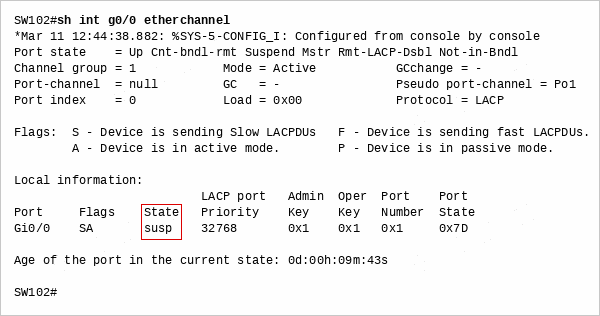 SW102#sh int g0/0 etherchannel
*Mar 11 12:44:38.882: %SYS-5-CONFIG_I: Configured from console by console
Port state    = Up Cnt-bndl-rmt Suspend Mstr Rmt-LACP-Dsbl Not-in-Bndl
Channel group = 1            Mode = Active           GCchange = -
Port-channel  = null         GC   = -                Pseudo port-channel = Po1
Port index    = 0            Load = 0x00             Protocol = LACP
Flags:  S - Device is sending Slow LACPDUs   F - Device is sending fast LACPDUs.
        A - Device is in active mode.        P - Device is in passive mode.
Local information:
                          LACP port   Admin  Oper  Port    Port
Port     Flags    State   Priority    Key    Key   Number  State
Gi0/0    SA       susp    32768       0x1    0x1   0x1     0x7D
Age of the port in the current state: 0d:00h:09m:43s
SW102#